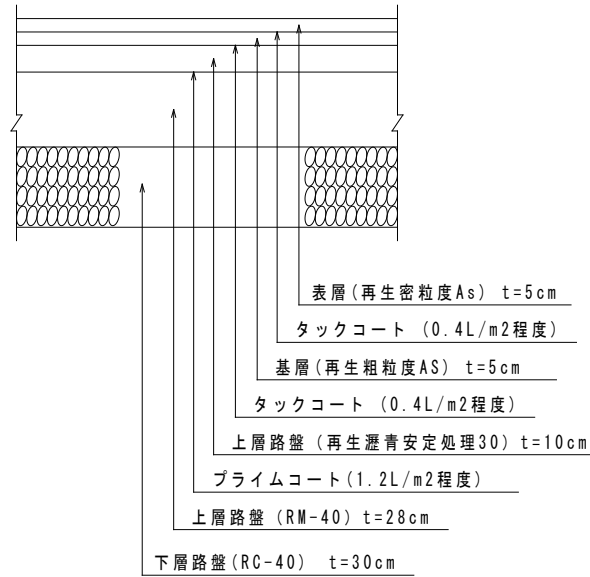 表層(再生密粒度As) t=5cm
タックコート (0.4L/m2程度)
基層(再生粗粒度AS) t=5cm
タックコート (0.4L/m2程度)
上層路盤 (再生瀝青安定処理30) t=10cm
プライムコート(1.2L/m2程度)
上層路盤 (RM-40) t=28cm
下層路盤(RC-40) t=30cm